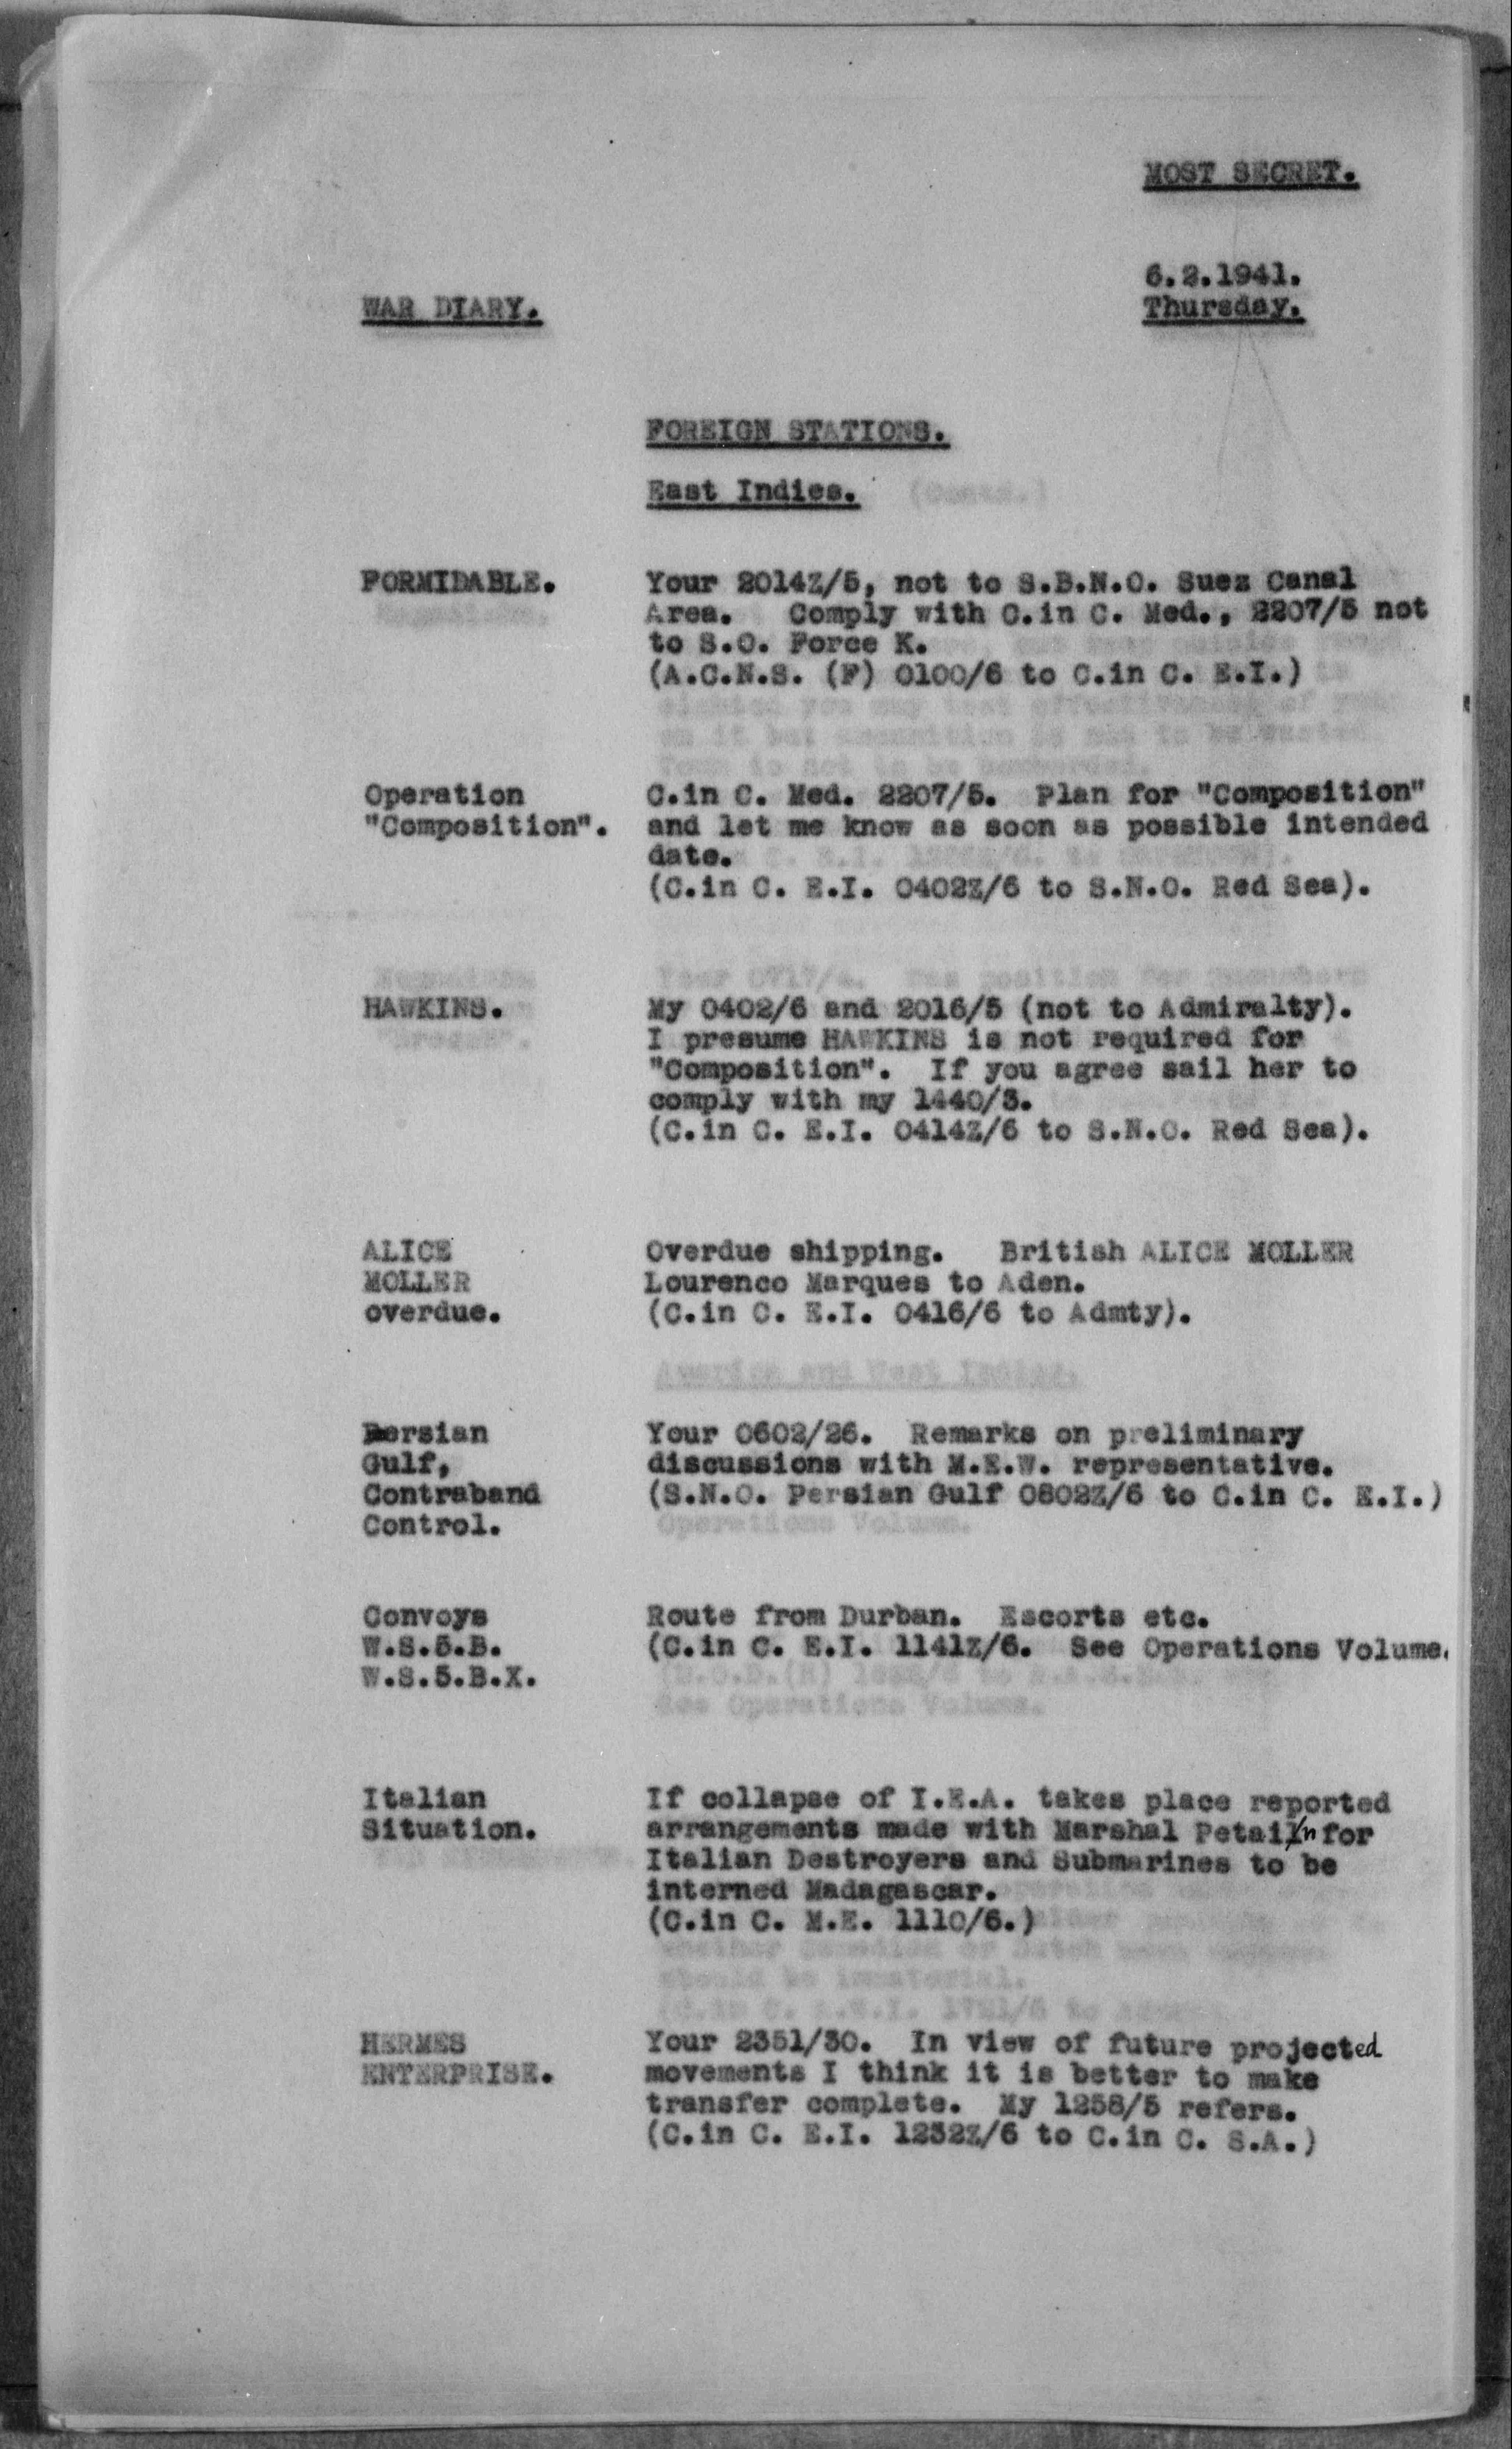 MOST SECRET.
6.2.1941.
WAR DIARY.
Thursday.
FOREIGN STATIONS.
East Indies.
FORMIDABLE.
Your 2014Z/5, not to S.B.N.O. Suez Canal
Area. Comply with C.in C. Med., 2207/5 not
to S.O. Force K.
(A.C.N.S. (F) 0100/6 to C.in C. E.I.)
Operation
"Composition".
C.in C. Med. 2207/5. Plan for "Composition"
and let me know as soon as possible intended
date.
(C.in C. E.I. 0402Z/6 to S.N.O. Red Sea).
HAWKINS.
My 0402/6 and 2016/5 (not to Admiralty).
I presume HAWKINS is not required for
"Composition". If you agree sail her to
comply with my 1440/3.
(C.in C. E.I. 0414Z/6 to S.N.O. Red Sea).
ALICE
MOLLER
overdue.
Overdue shipping. British ALICE MOLLER
Lourenco Marques to Aden.
(C.in C. E.I. 0416/6 to Admty).
Persian
Gulf,
Contraband
Control.
Your 0602/26. Remarks on preliminary
discussions with M.E.W. representative.
(S.N.O. Persian Gulf 0802Z/6 to C.in C. E.I.)
Convoys
W.S.5.B.
W.S.5.B.X.
Route from Durban. Escorts etc.
(C.in C. E.I. 1141Z/6. See Operations Volume.
Italian
Situation.
If collapse of I.E.A. takes place reported
arrangements made with Marshal Petain for
Italian Destroyers and Submarines to be
interned Madagascar.
(C.in C. M.E. 1110/6.)
HERMES
ENTERPRISE.
Your 2351/30. In view of future projected
movements I think it is better to make
transfer complete. My 1258/5 refers.
(C.in C. E.I. 1232Z/6 to C.in C. S.A.)